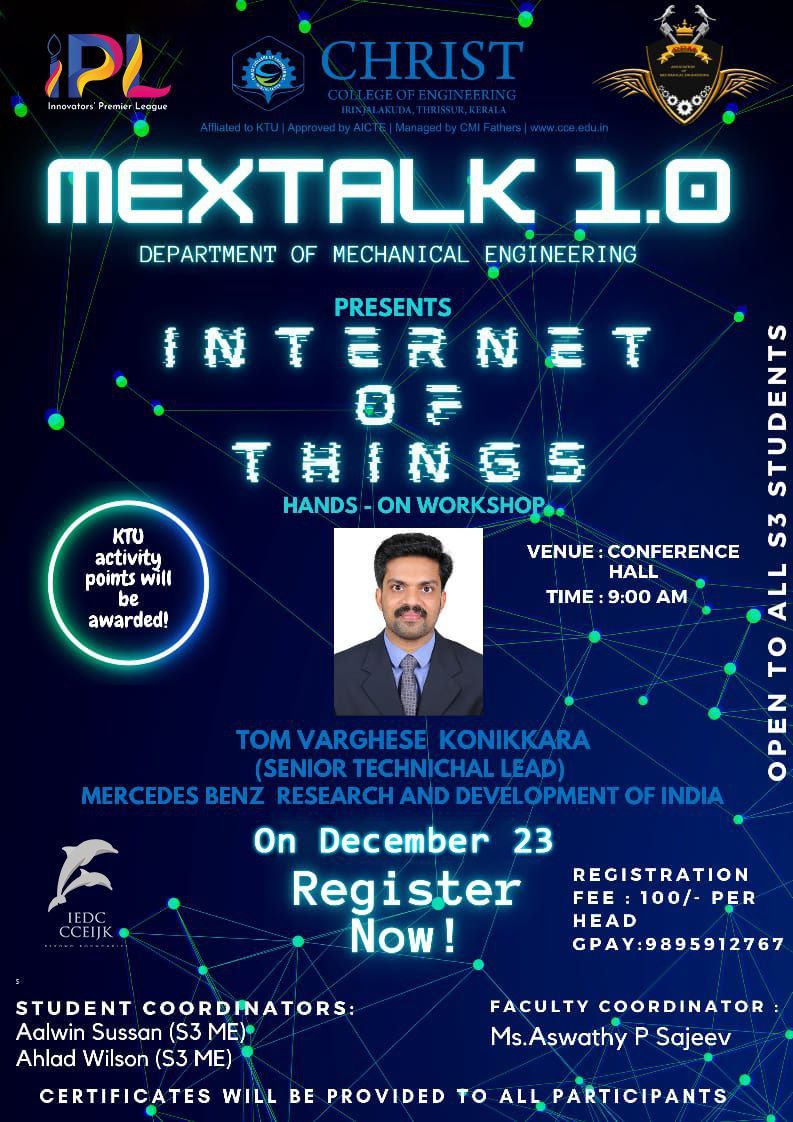 iPL
Innovators' Premier League
CHRIST
COLLEGE OF ENGINEERING
IRINJALAKUDA, THRISSUR, KERALA
Affliated to KTU | Approved by AICTE | Managed by CMI Fathers | www.cce.edu.in
MEXTALK 1.0
DEPARTMENT OF MECHANICAL ENGINEERING
PRESENTS
INTERNET
OF
THINGS
HANDS - ON WORKSHOP
KTU
activity
points will
be
awarded!
VENUE : CONFERENCE
HALL
TIME : 9:00 AM
OPEN TO ALL S3 STUDENTS
TOM VARGHESE KONIKKARA
(SENIOR TECHNICHAL LEAD)
MERCEDES BENZ RESEARCH AND DEVELOPMENT OF INDIA
On December 23
Register
Now!
REGISTRATION
FEE : 100/- PER
HEAD
GPAY:9895912767
IEDC
CCEIJK
s
STUDENT COORDINATORS:
Aalwin Sussan (S3 ME)
Ahlad Wilson (S3 ME)
FACULTY COORDINATOR :
Ms.Aswathy P Sajeev
CERTIFICATES WILL BE PROVIDED TO ALL PARTICIPANTS